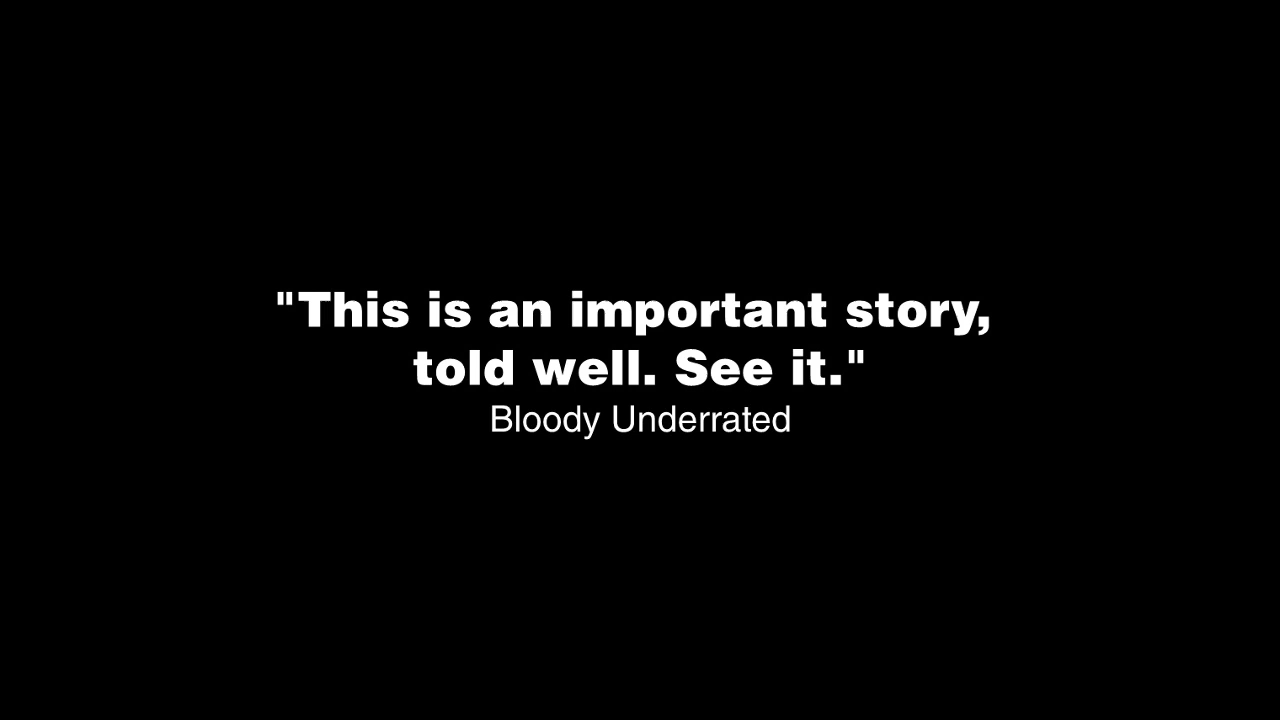 "This is an important story,
told well. See it."
Bloody Underrated